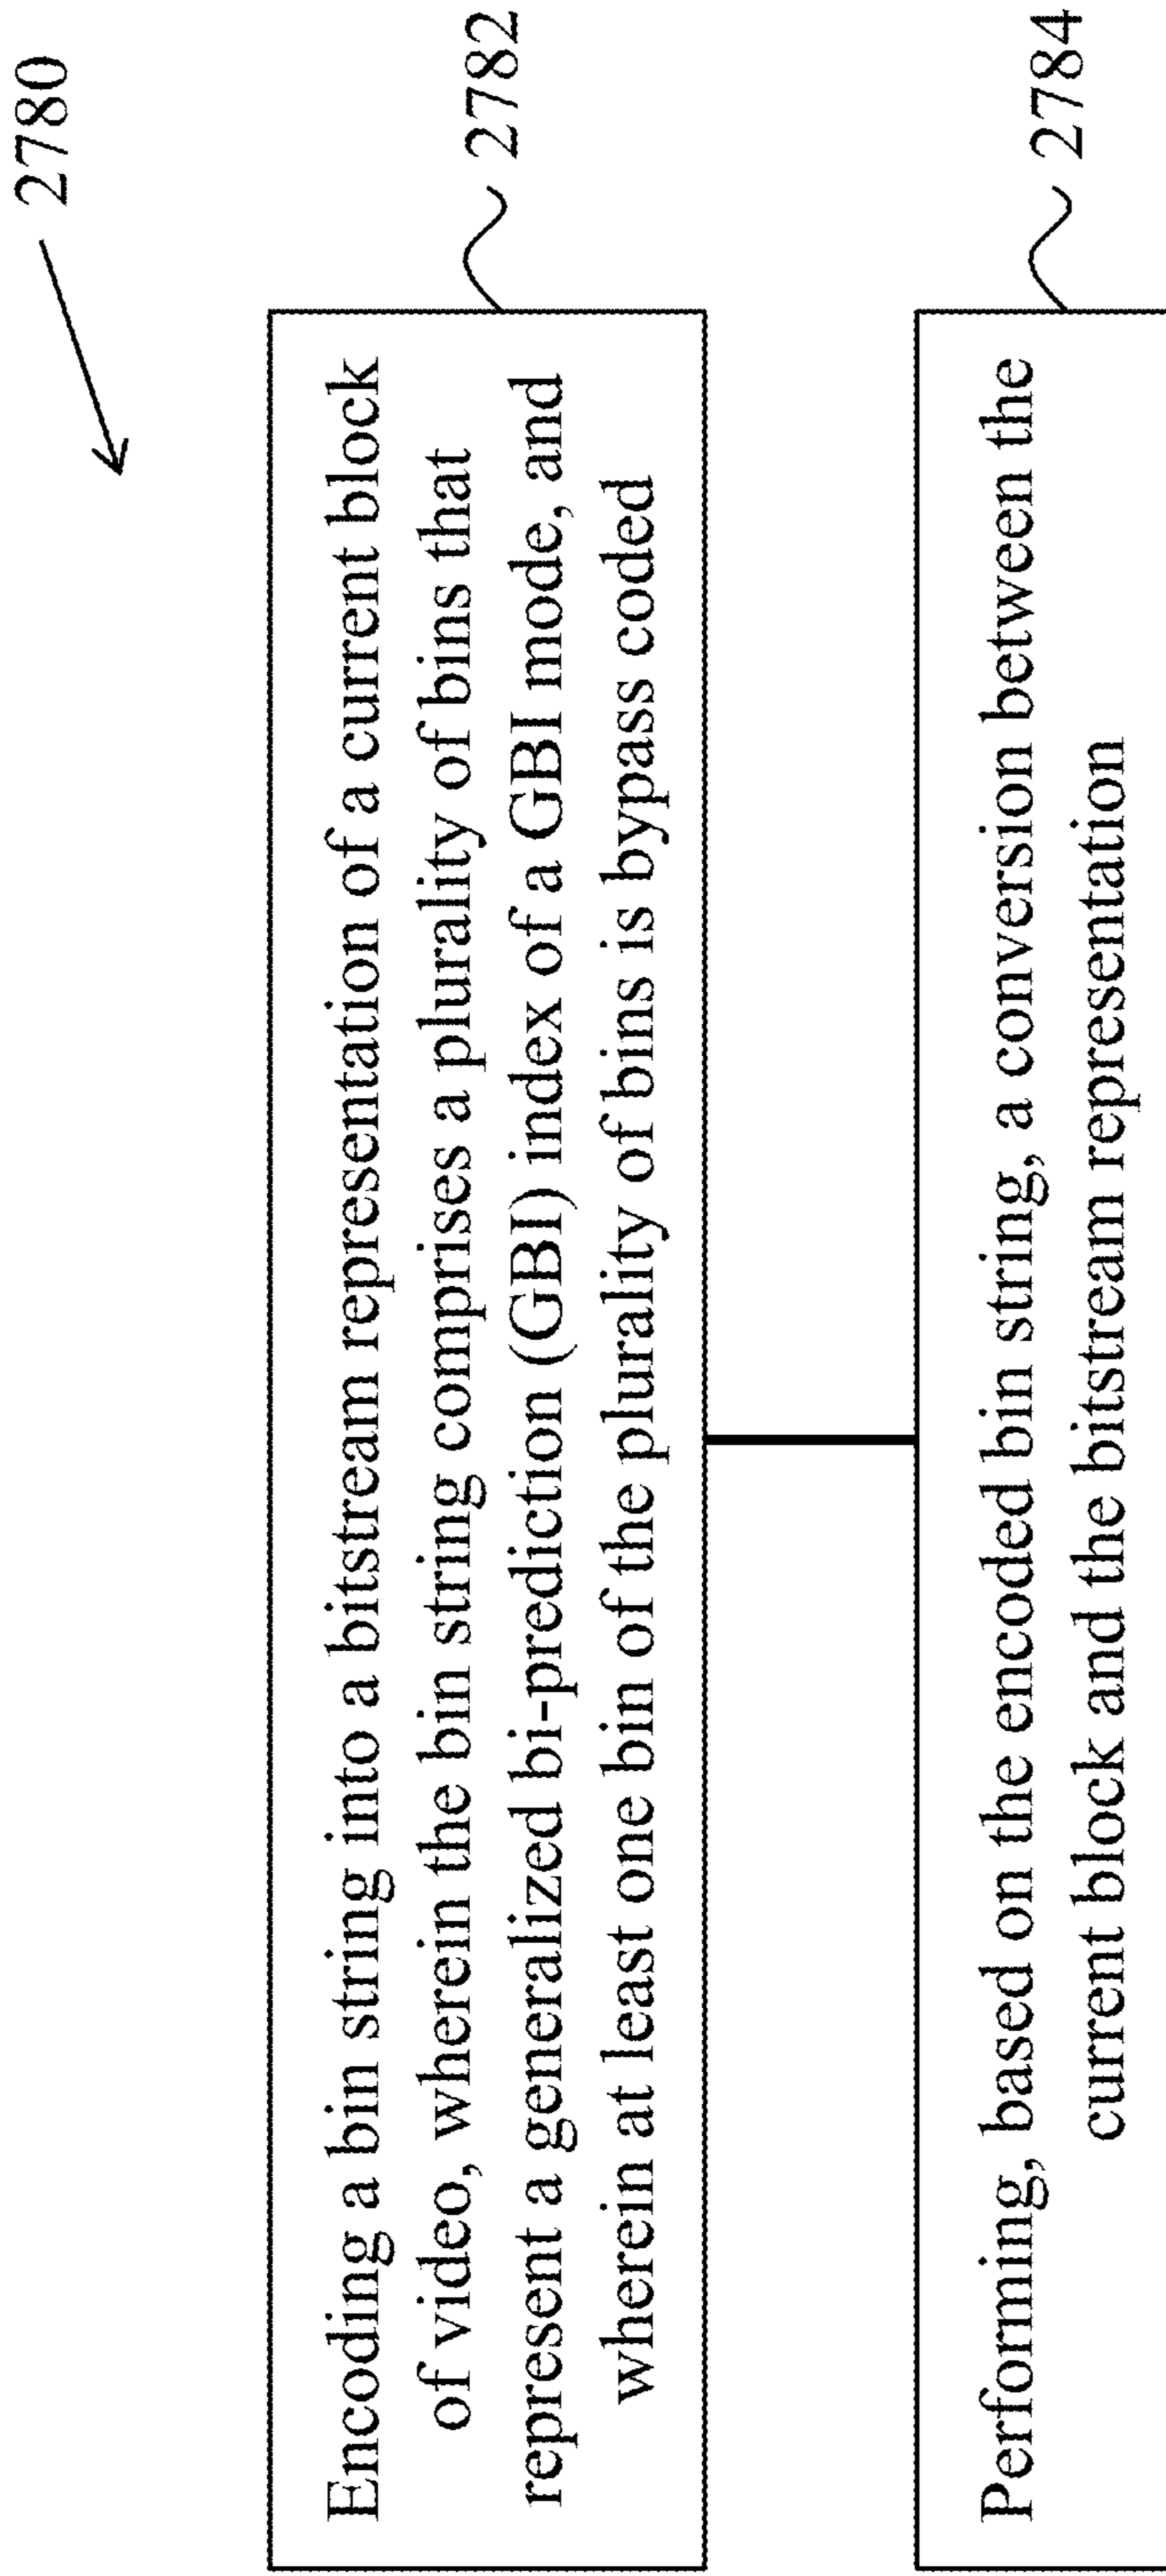 2780
Encoding a bin string into a bitstream representation of a current block
of video, wherein the bin string comprises a plurality of bins that
represent a generalized bi-prediction (GBI) index of a GBI mode, and
wherein at least one bin of the plurality of bins is bypass coded
2782
Performing, based on the encoded bin string, a conversion between the
current block and the bitstream representation
2784